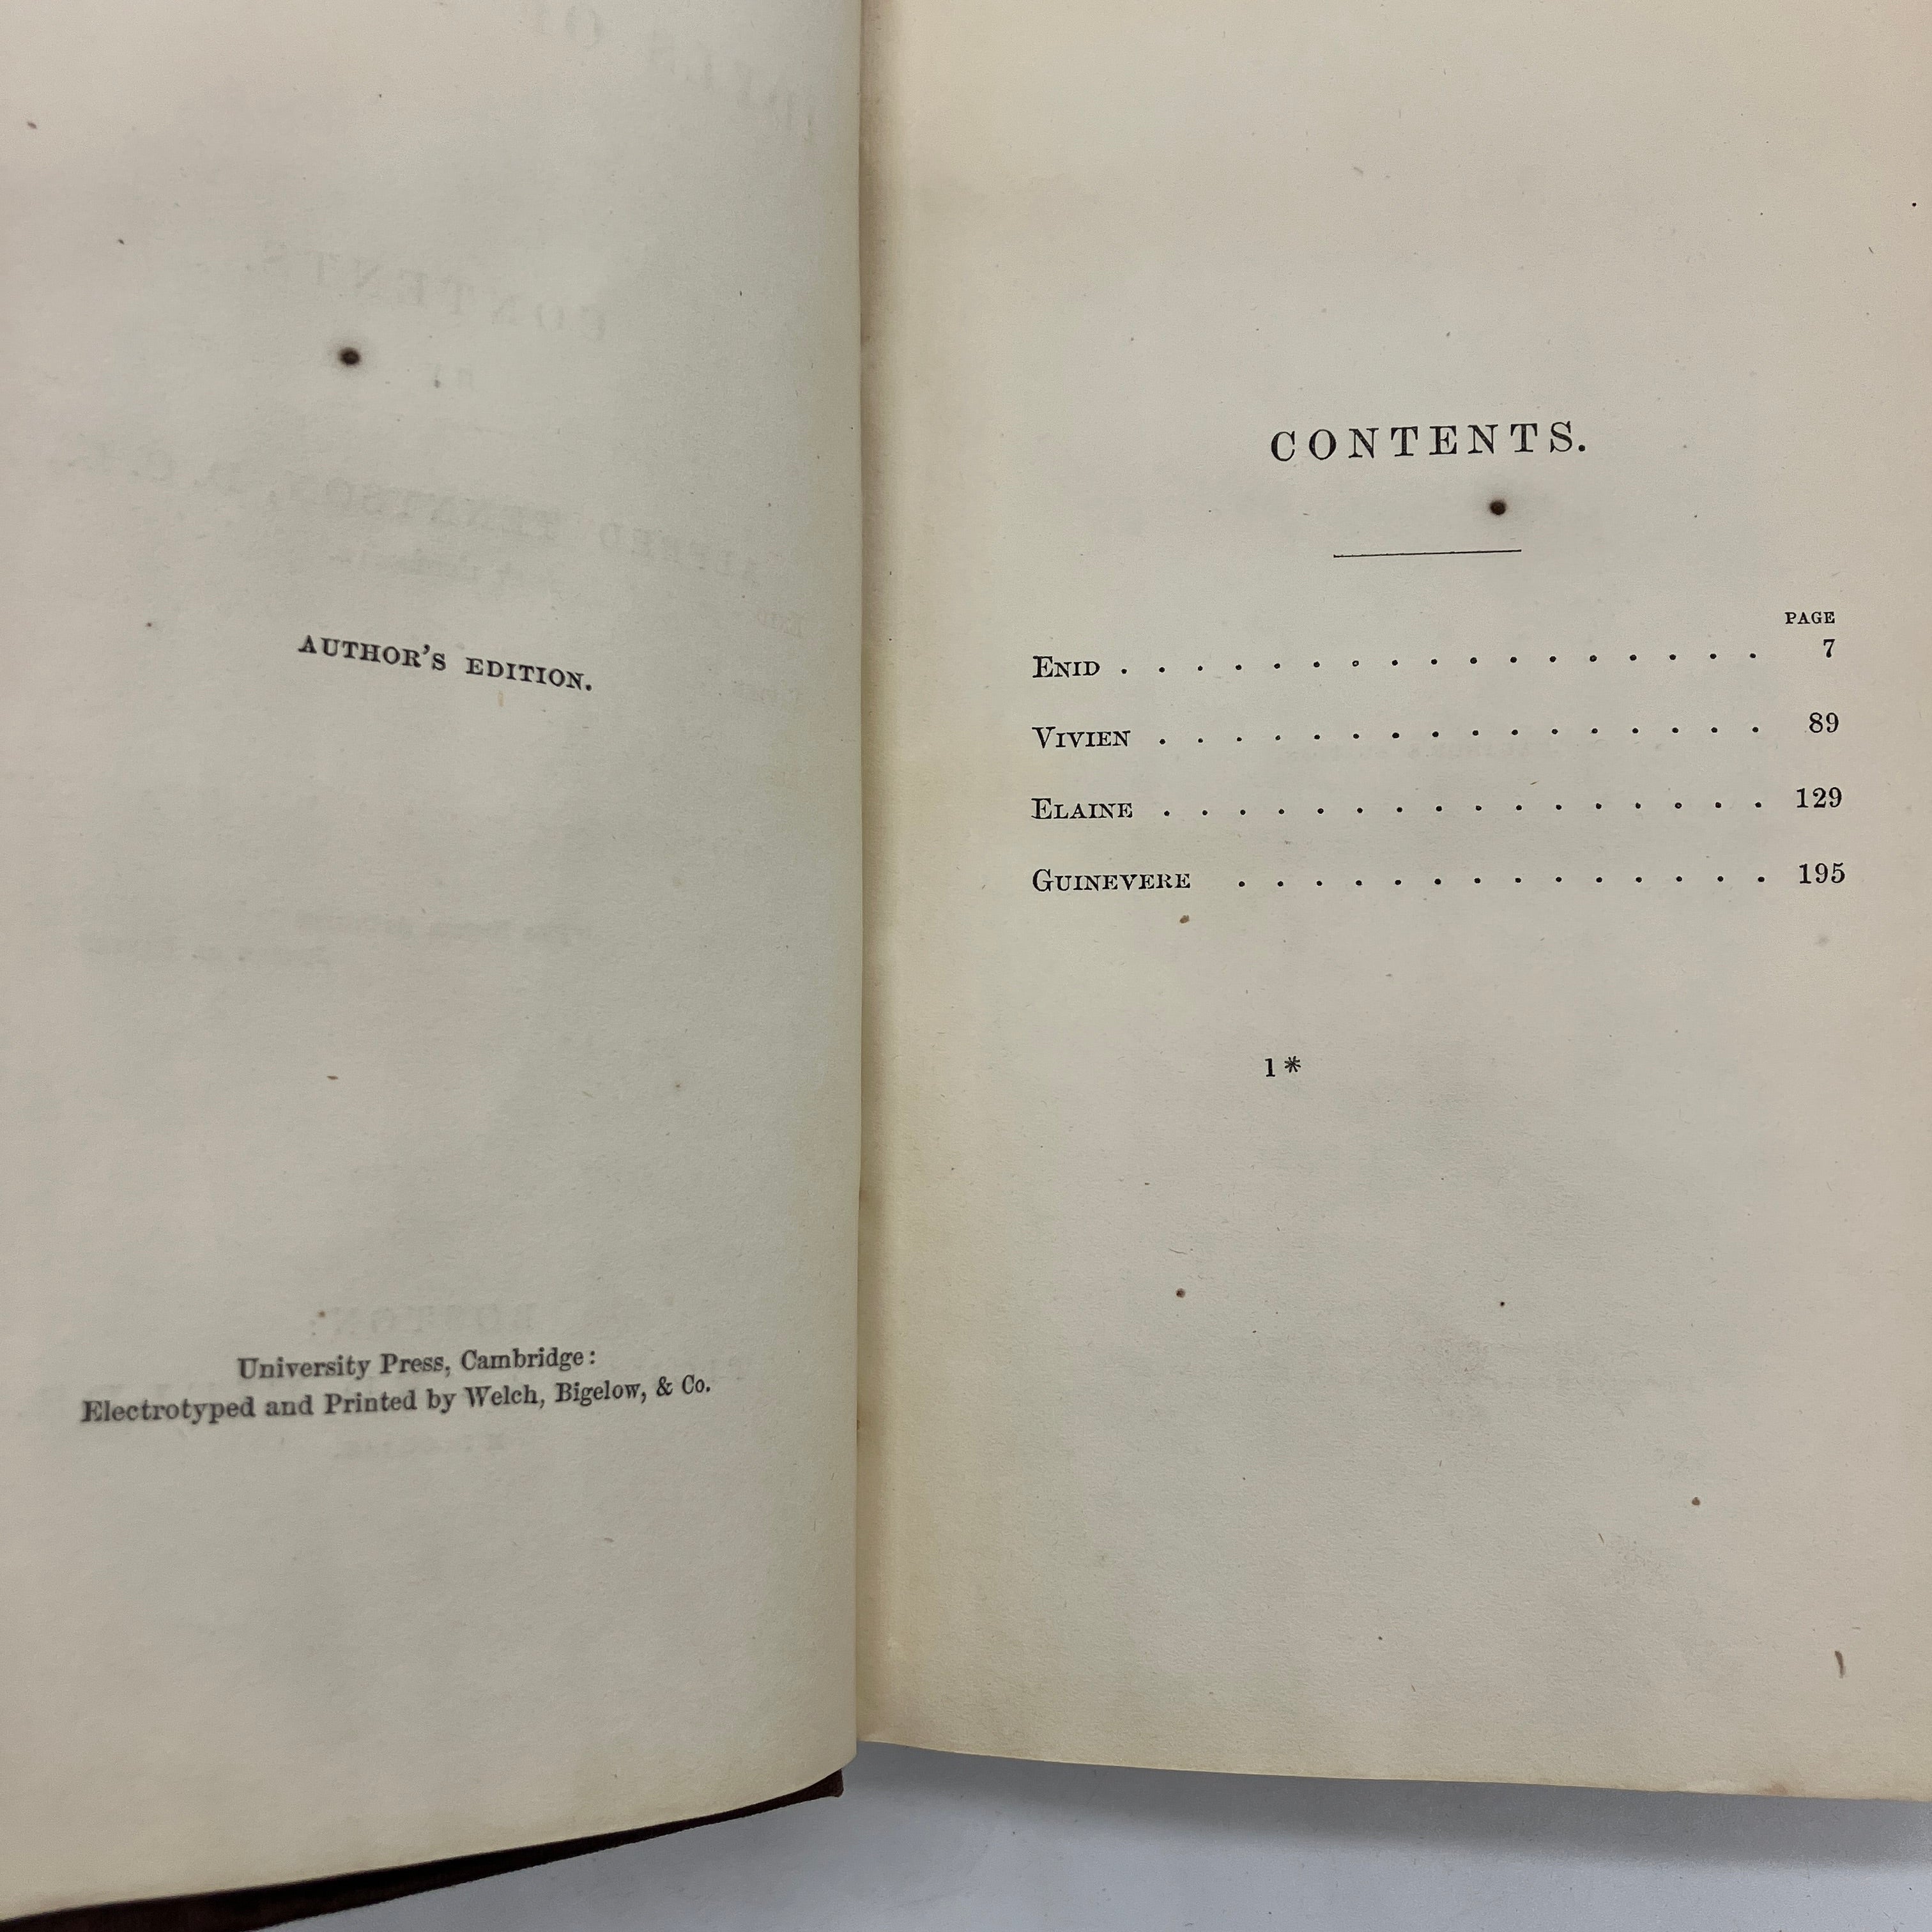 AUTHOR'S EDITION.
University Press, Cambridge:
Electrotyped and Printed by Welch, Bigelow, & Co.
CONTENTS.
PAGE
ENID . . . . . . . . . . . . . . . . . 7
VIVIEN . . . . . . . . . . . . . . . . 89
ELAINE . . . . . . . . . . . . . . . . 129
GUINEVERE . . . . . . . . . . . . . . 195
1*